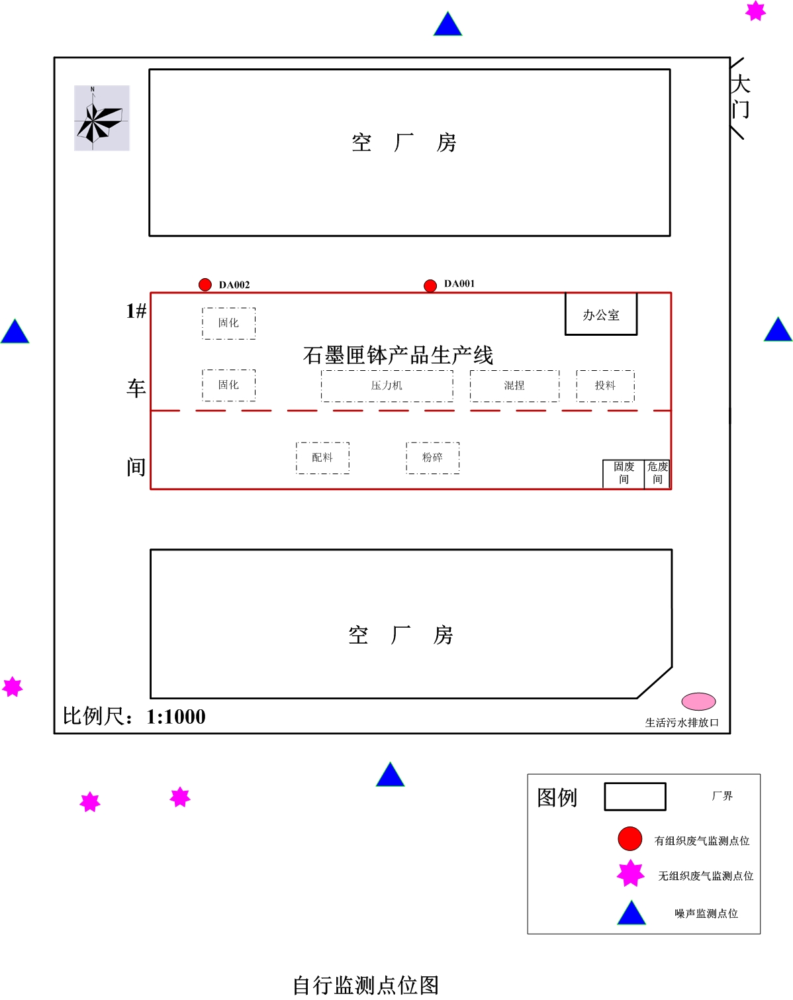 N
大门
空 厂 房
DA002
DA001
1#
车
间
固化
办公室
石墨匣钵产品生产线
固化
压力机
混捏
投料
配料
粉碎
固废间
危废间
空 厂 房
比例尺：1:1000
生活污水排放口
图例
厂界
有组织废气监测点位
无组织废气监测点位
噪声监测点位
自行监测点位图